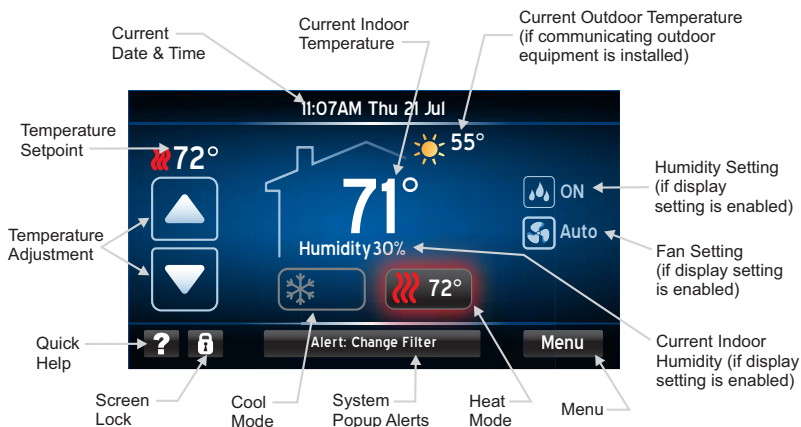 Current
Date & Time
Current Indoor
Temperature
Current Outdoor Temperature
(if communicating outdoor
equipment is installed)
11:07AM Thu 21 Jul
Temperature
Setpoint
72°
55°
71°
Humidity 30%
ON
Auto
Humidity Setting
(if display
setting is enabled)
Temperature
Adjustment
Fan Setting
(if display setting
is enabled)
72°
Quick
Help
?
Alert: Change Filter
Menu
Current Indoor
Humidity (if display
setting is enabled)
Screen
Lock
Cool
Mode
System
Popup Alerts
Heat
Mode
Menu